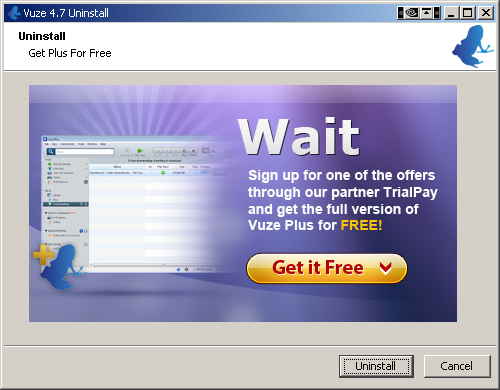 Vuze 4.7 Uninstall
Uninstall
Get Plus For Free
Wait
Sign up for one of the offers
through our partner TrialPay
and get the full version of
Vuze Plus for FREE!
Get it Free
Uninstall
Cancel